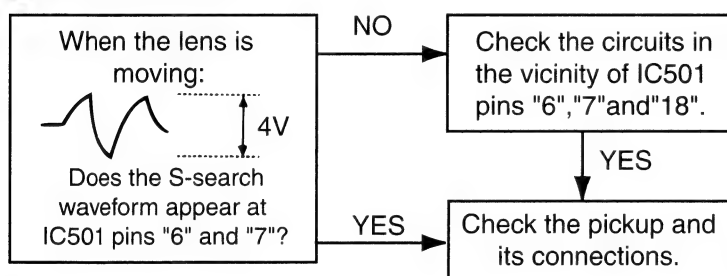 When the lens is
moving:
4V
Does the S-search
waveform appear at
IC501 pins "6" and "7"?
NO
Check the circuits in
the vicinity of IC501
pins "6","7"and"18".
YES
YES
Check the pickup and
its connections.